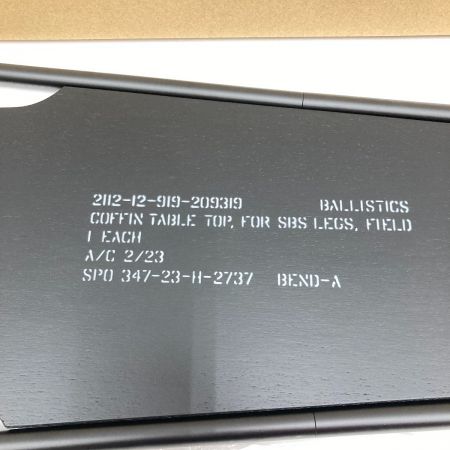 2112-12-919-209319 BALLISTICS
COFFIN TABLE TOP, FOR SBS LEGS, FIELD
1 EACH
A/C 2/23
SPO 347-23-H-2737 BEND-A